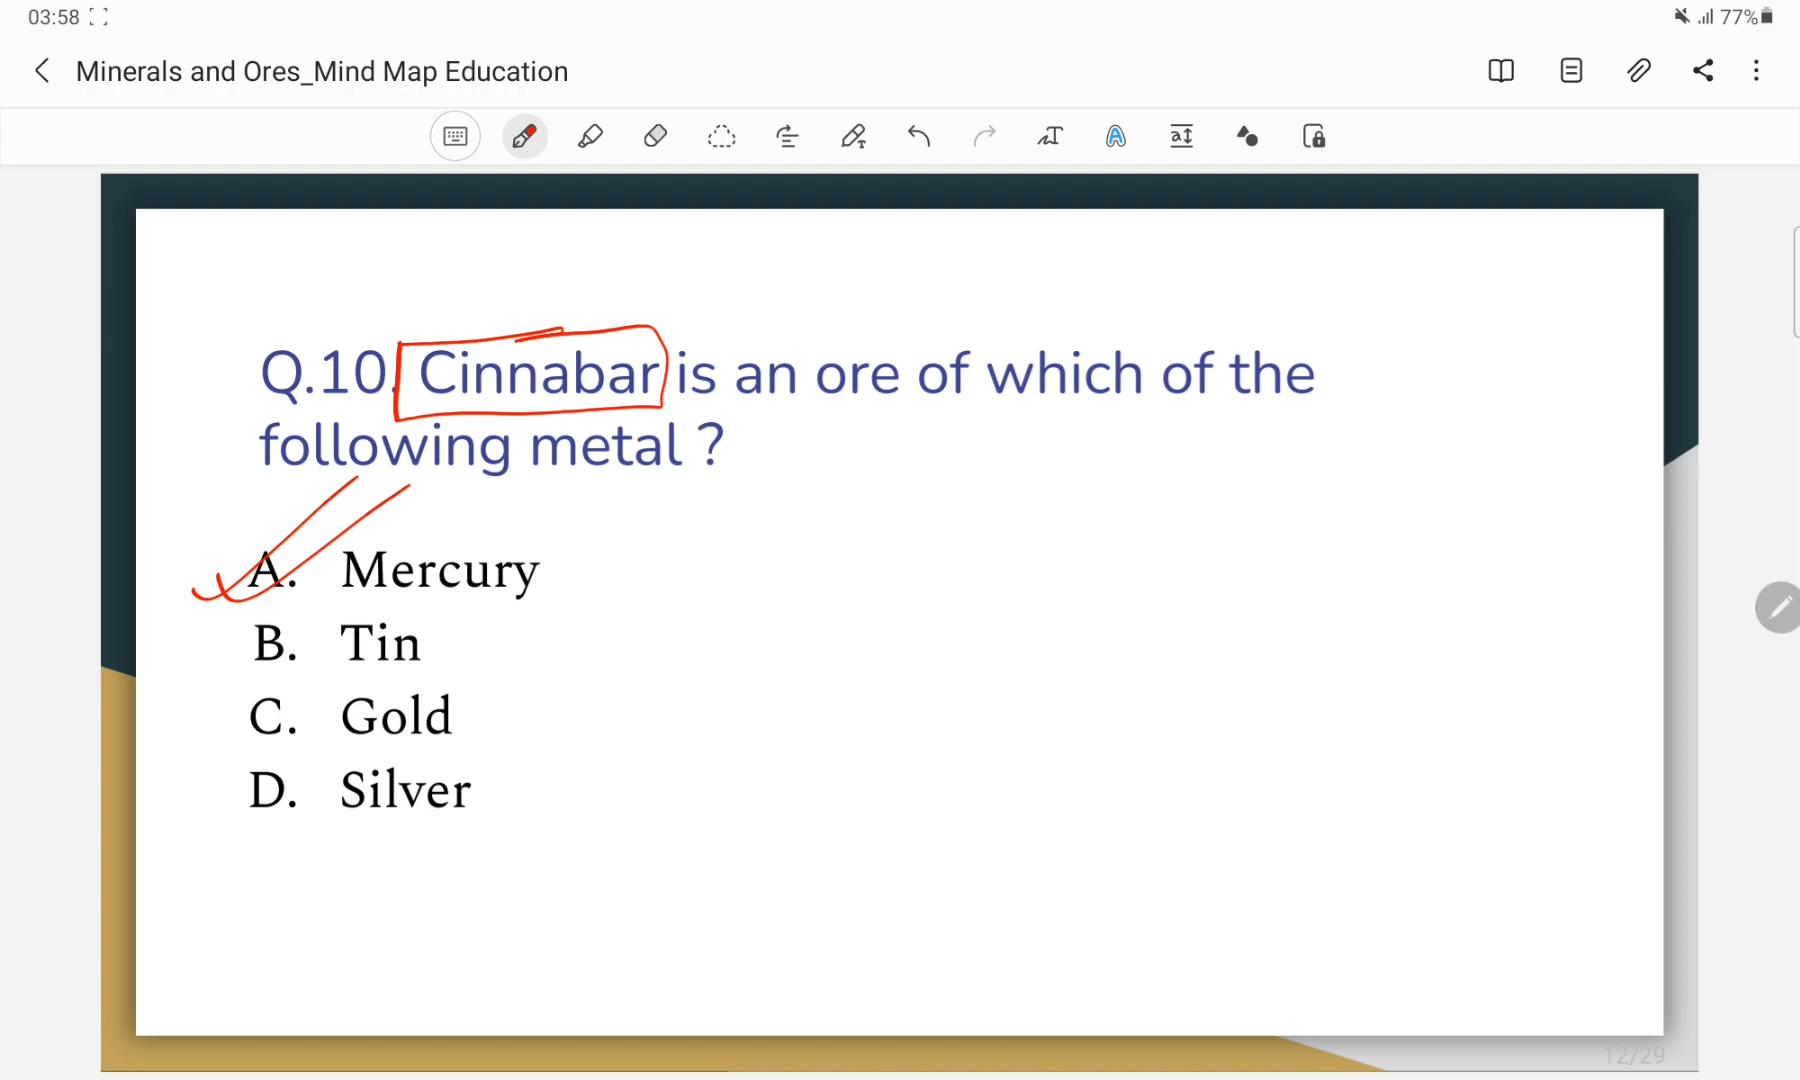 03:58
77%
Minerals and Ores_Mind Map Education
Q.10. Cinnabar is an ore of which of the
following metal ?
A. Mercury
B. Tin
C. Gold
D. Silver
12/29